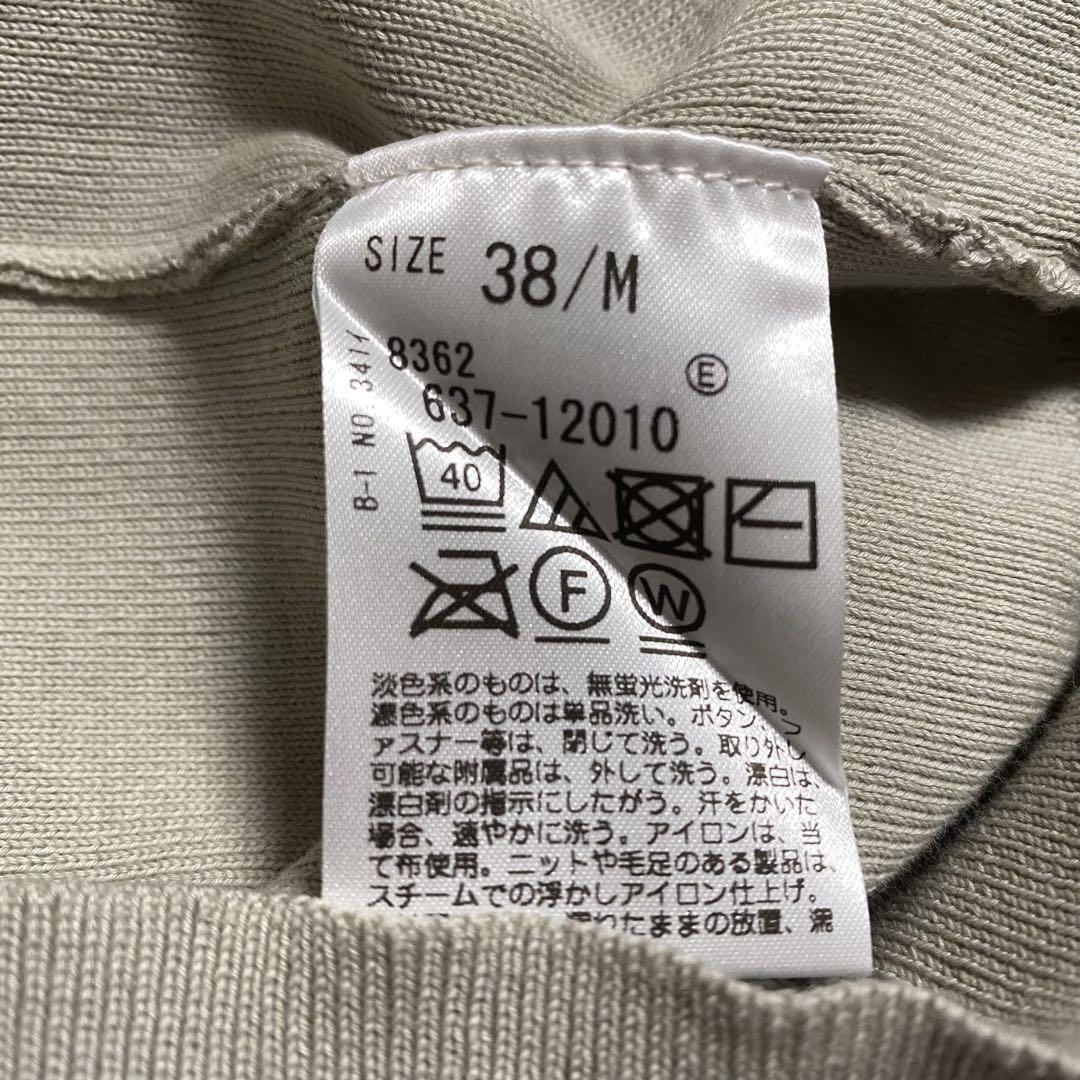 SIZE 38/M
8362
Ⓔ
637-12010
B-1 NO.341イ
40
F W
淡色系のものは、無蛍光洗剤を使用。
濃色系のものは単品洗い。ボタン、フ
ァスナー等は、閉じて洗う。取り外し
可能な附属品は、外して洗う。漂白は、
漂白剤の指示にしたがう。汗をかいた
場合、速やかに洗う。アイロンは、当
て布使用。ニットや毛足のある製品は、
スチームでの浮かしアイロン仕上げ。
濡れたままの放置、濡